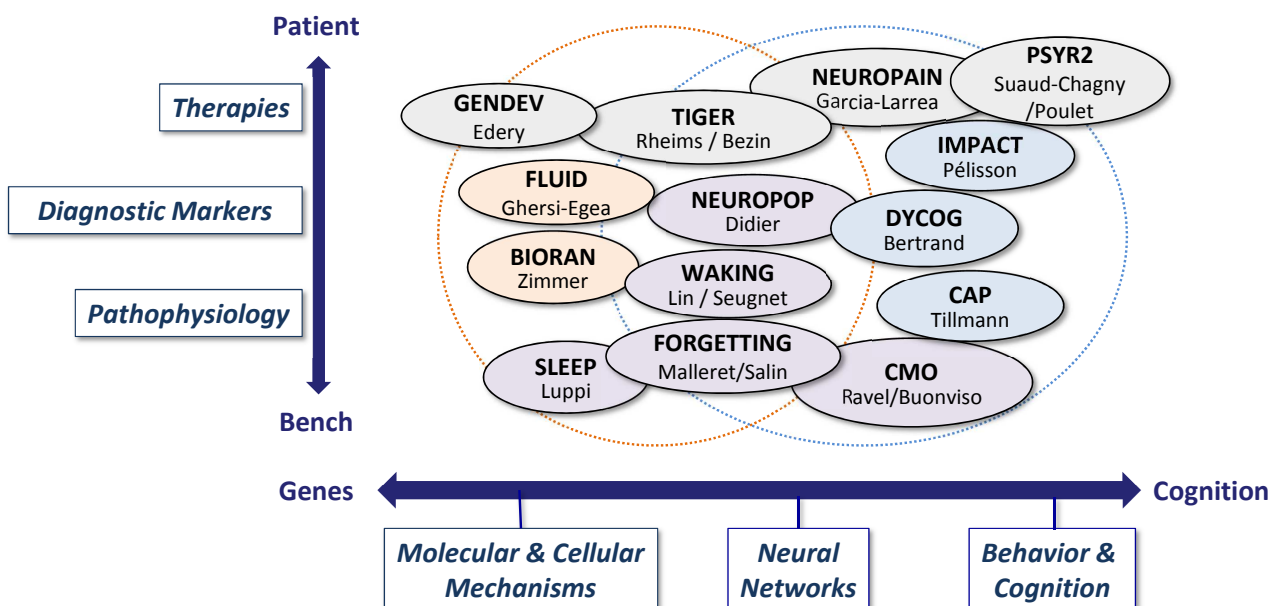 Patient
Therapies
Diagnostic Markers
Pathophysiology
Bench
GENDEV
Edery
TIGER
Rheims / Bezin
NEUROPAIN
Garcia-Larrea
PSYR2
Suaud-Chagny
/Poulet
IMPACT
Pélisson
FLUID
Ghersi-Egea
NEUROPOP
Didier
DYCOG
Bertrand
BIORAN
Zimmer
WAKING
Lin / Seugnet
CAP
Tillmann
SLEEP
Luppi
FORGETTING
Malleret/Salin
CMO
Ravel/Buonviso
Genes
Cognition
Molecular & Cellular
Mechanisms
Neural
Networks
Behavior &
Cognition